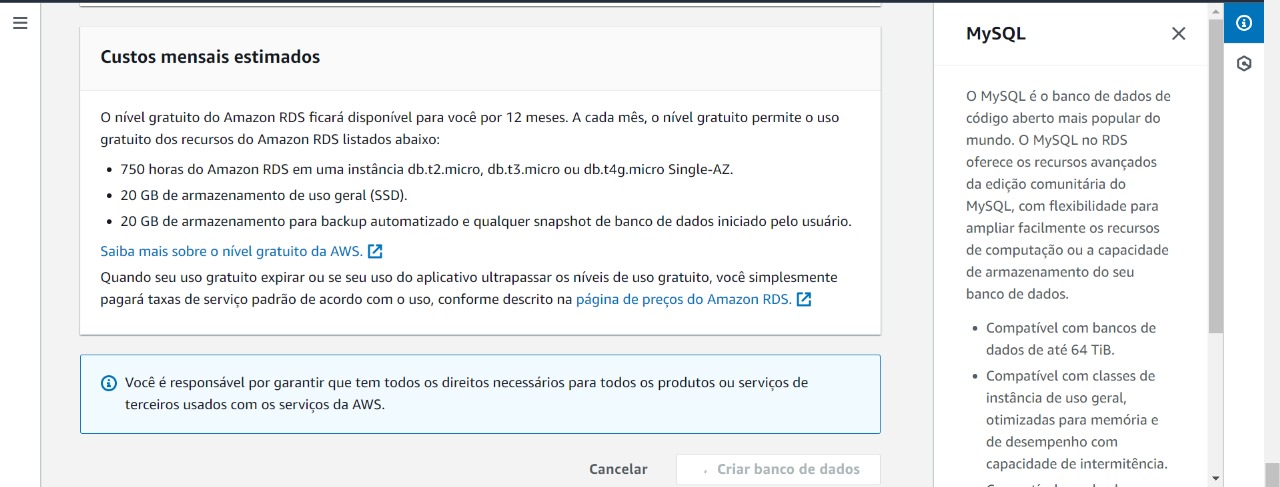 Custos mensais estimados
O nível gratuito do Amazon RDS ficará disponível para você por 12 meses. A cada mês, o nível gratuito permite o uso
gratuito dos recursos do Amazon RDS listados abaixo:
• 750 horas do Amazon RDS em uma instância db.t2.micro, db.t3.micro ou db.t4g.micro Single-AZ.
• 20 GB de armazenamento de uso geral (SSD).
• 20 GB de armazenamento para backup automatizado e qualquer snapshot de banco de dados iniciado pelo usuário.
Saiba mais sobre o nível gratuito da AWS.
Quando seu uso gratuito expirar ou se seu uso do aplicativo ultrapassar os níveis de uso gratuito, você simplesmente
pagará taxas de serviço padrão de acordo com o uso, conforme descrito na página de preços do Amazon RDS.
Você é responsável por garantir que tem todos os direitos necessários para todos os produtos ou serviços de
terceiros usados com os serviços da AWS.
Cancelar
Criar banco de dados
MySQL
O MySQL é o banco de dados de
código aberto mais popular do
mundo. O MySQL no RDS
oferece os recursos avançados
da edição comunitária do
MySQL, com flexibilidade para
ampliar facilmente os recursos
de computação ou a capacidade
de armazenamento do seu
banco de dados.
• Compatível com bancos de
dados de até 64 TiB.
• Compatível com classes de
instância de uso geral,
otimizadas para memória e
de desempenho com
capacidade de intermitência.